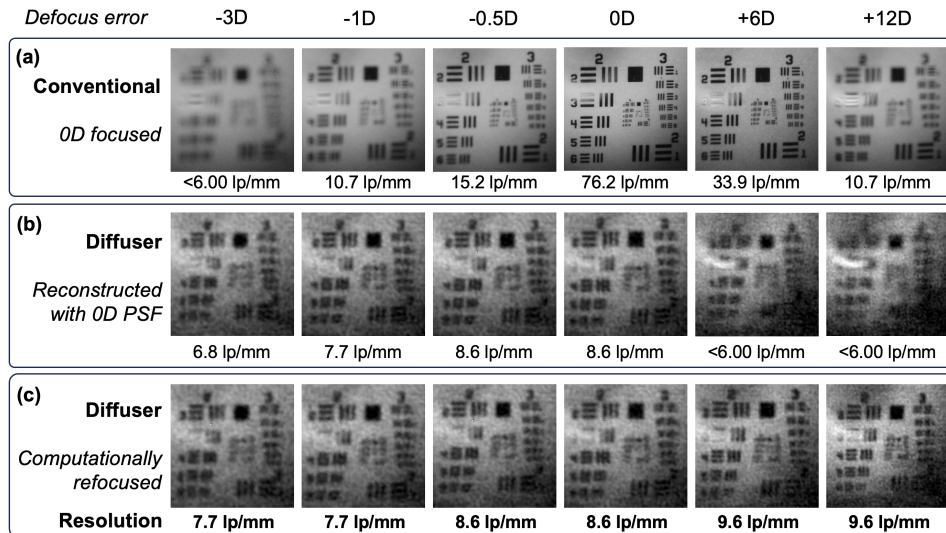 Defocus error -3D -1D -0.5D 0D +6D +12D
(a)
Conventional
0D focused
<6.00 lp/mm 10.7 lp/mm 15.2 lp/mm 76.2 lp/mm 33.9 lp/mm 10.7 lp/mm
(b)
Diffuser
Reconstructed
with 0D PSF
6.8 lp/mm 7.7 lp/mm 8.6 lp/mm 8.6 lp/mm <6.00 lp/mm <6.00 lp/mm
(c)
Diffuser
Computationally
refocused
Resolution 7.7 lp/mm 7.7 lp/mm 8.6 lp/mm 8.6 lp/mm 9.6 lp/mm 9.6 lp/mm